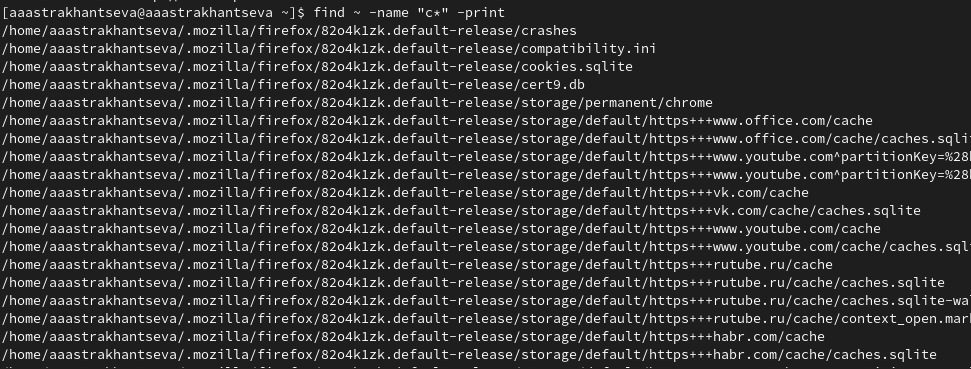 [aaastrakhantseva@aaastrakhantseva ~]$ find ~ -name "c*" -print
/home/aaastrakhantseva/.mozilla/firefox/82o4k1zk.default-release/crashes
/home/aaastrakhantseva/.mozilla/firefox/82o4k1zk.default-release/compatibility.ini
/home/aaastrakhantseva/.mozilla/firefox/82o4k1zk.default-release/cookies.sqlite
/home/aaastrakhantseva/.mozilla/firefox/82o4k1zk.default-release/cert9.db
/home/aaastrakhantseva/.mozilla/firefox/82o4k1zk.default-release/storage/permanent/chrome
/home/aaastrakhantseva/.mozilla/firefox/82o4k1zk.default-release/storage/default/https+++www.office.com/cache
/home/aaastrakhantseva/.mozilla/firefox/82o4k1zk.default-release/storage/default/https+++www.office.com/cache/caches.sqli
/home/aaastrakhantseva/.mozilla/firefox/82o4k1zk.default-release/storage/default/https+++www.youtube.com^partitionKey=%28
/home/aaastrakhantseva/.mozilla/firefox/82o4k1zk.default-release/storage/default/https+++www.youtube.com^partitionKey=%28
/home/aaastrakhantseva/.mozilla/firefox/82o4k1zk.default-release/storage/default/https+++vk.com/cache
/home/aaastrakhantseva/.mozilla/firefox/82o4k1zk.default-release/storage/default/https+++vk.com/cache/caches.sqlite
/home/aaastrakhantseva/.mozilla/firefox/82o4k1zk.default-release/storage/default/https+++www.youtube.com/cache
/home/aaastrakhantseva/.mozilla/firefox/82o4k1zk.default-release/storage/default/https+++www.youtube.com/cache/caches.sql
/home/aaastrakhantseva/.mozilla/firefox/82o4k1zk.default-release/storage/default/https+++rutube.ru/cache
/home/aaastrakhantseva/.mozilla/firefox/82o4k1zk.default-release/storage/default/https+++rutube.ru/cache/caches.sqlite
/home/aaastrakhantseva/.mozilla/firefox/82o4k1zk.default-release/storage/default/https+++rutube.ru/cache/caches.sqlite-wa
/home/aaastrakhantseva/.mozilla/firefox/82o4k1zk.default-release/storage/default/https+++rutube.ru/cache/context_open.mar
/home/aaastrakhantseva/.mozilla/firefox/82o4k1zk.default-release/storage/default/https+++habr.com/cache
/home/aaastrakhantseva/.mozilla/firefox/82o4k1zk.default-release/storage/default/https+++habr.com/cache/caches.sqlite